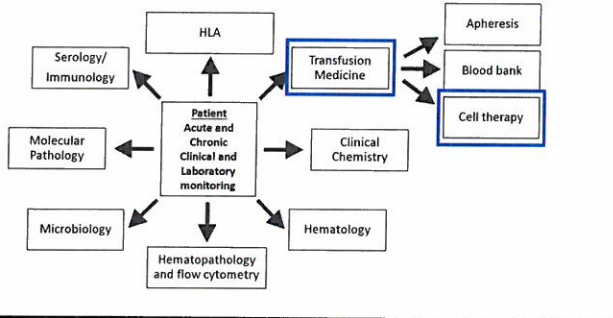 Apheresis
HLA
Serology/
Immunology
Transfusion
Medicine
Blood bank
Cell therapy
Patient
Acute and
Chronic
Clinical and
Laboratory
monitoring
Molecular
Pathology
Clinical
Chemistry
Microbiology
Hematology
Hematopathology
and flow cytometry